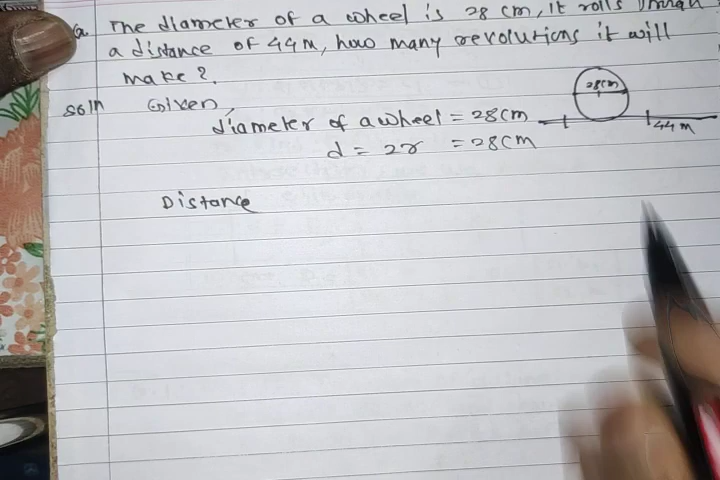 Q The diameter of a wheel is 28 cm, it rolls through
a distance of 44m, how many revolutions it will
make?
Soln Given,
diameter of a wheel = 28cm
d = 2r = 28cm
28cm
44m
Distance